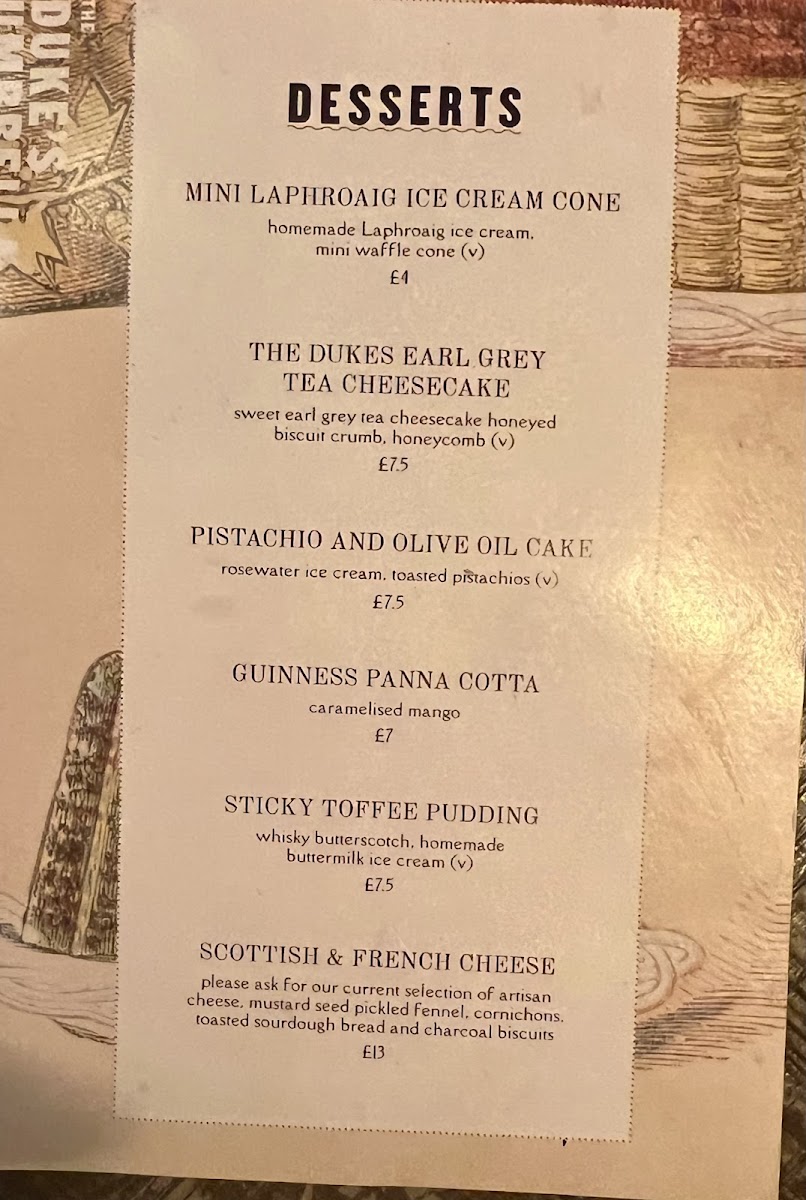 THE
DUKE'S
DESSERTS
MINI LAPHROAIG ICE CREAM CONE
homemade Laphroaig ice cream,
mini waffle cone (v)
£4
THE DUKES EARL GREY
TEA CHEESECAKE
sweet earl grey tea cheesecake honeyed
biscuit crumb, honeycomb (v)
£7.5
PISTACHIO AND OLIVE OIL CAKE
rosewater ice cream, toasted pistachios (v)
£7.5
GUINNESS PANNA COTTA
caramelised mango
£7
STICKY TOFFEE PUDDING
whisky butterscotch, homemade
buttermilk ice cream (v)
£7.5
SCOTTISH & FRENCH CHEESE
please ask for our current selection of artisan
cheese, mustard seed pickled fennel, cornichons,
toasted sourdough bread and charcoal biscuits
£13